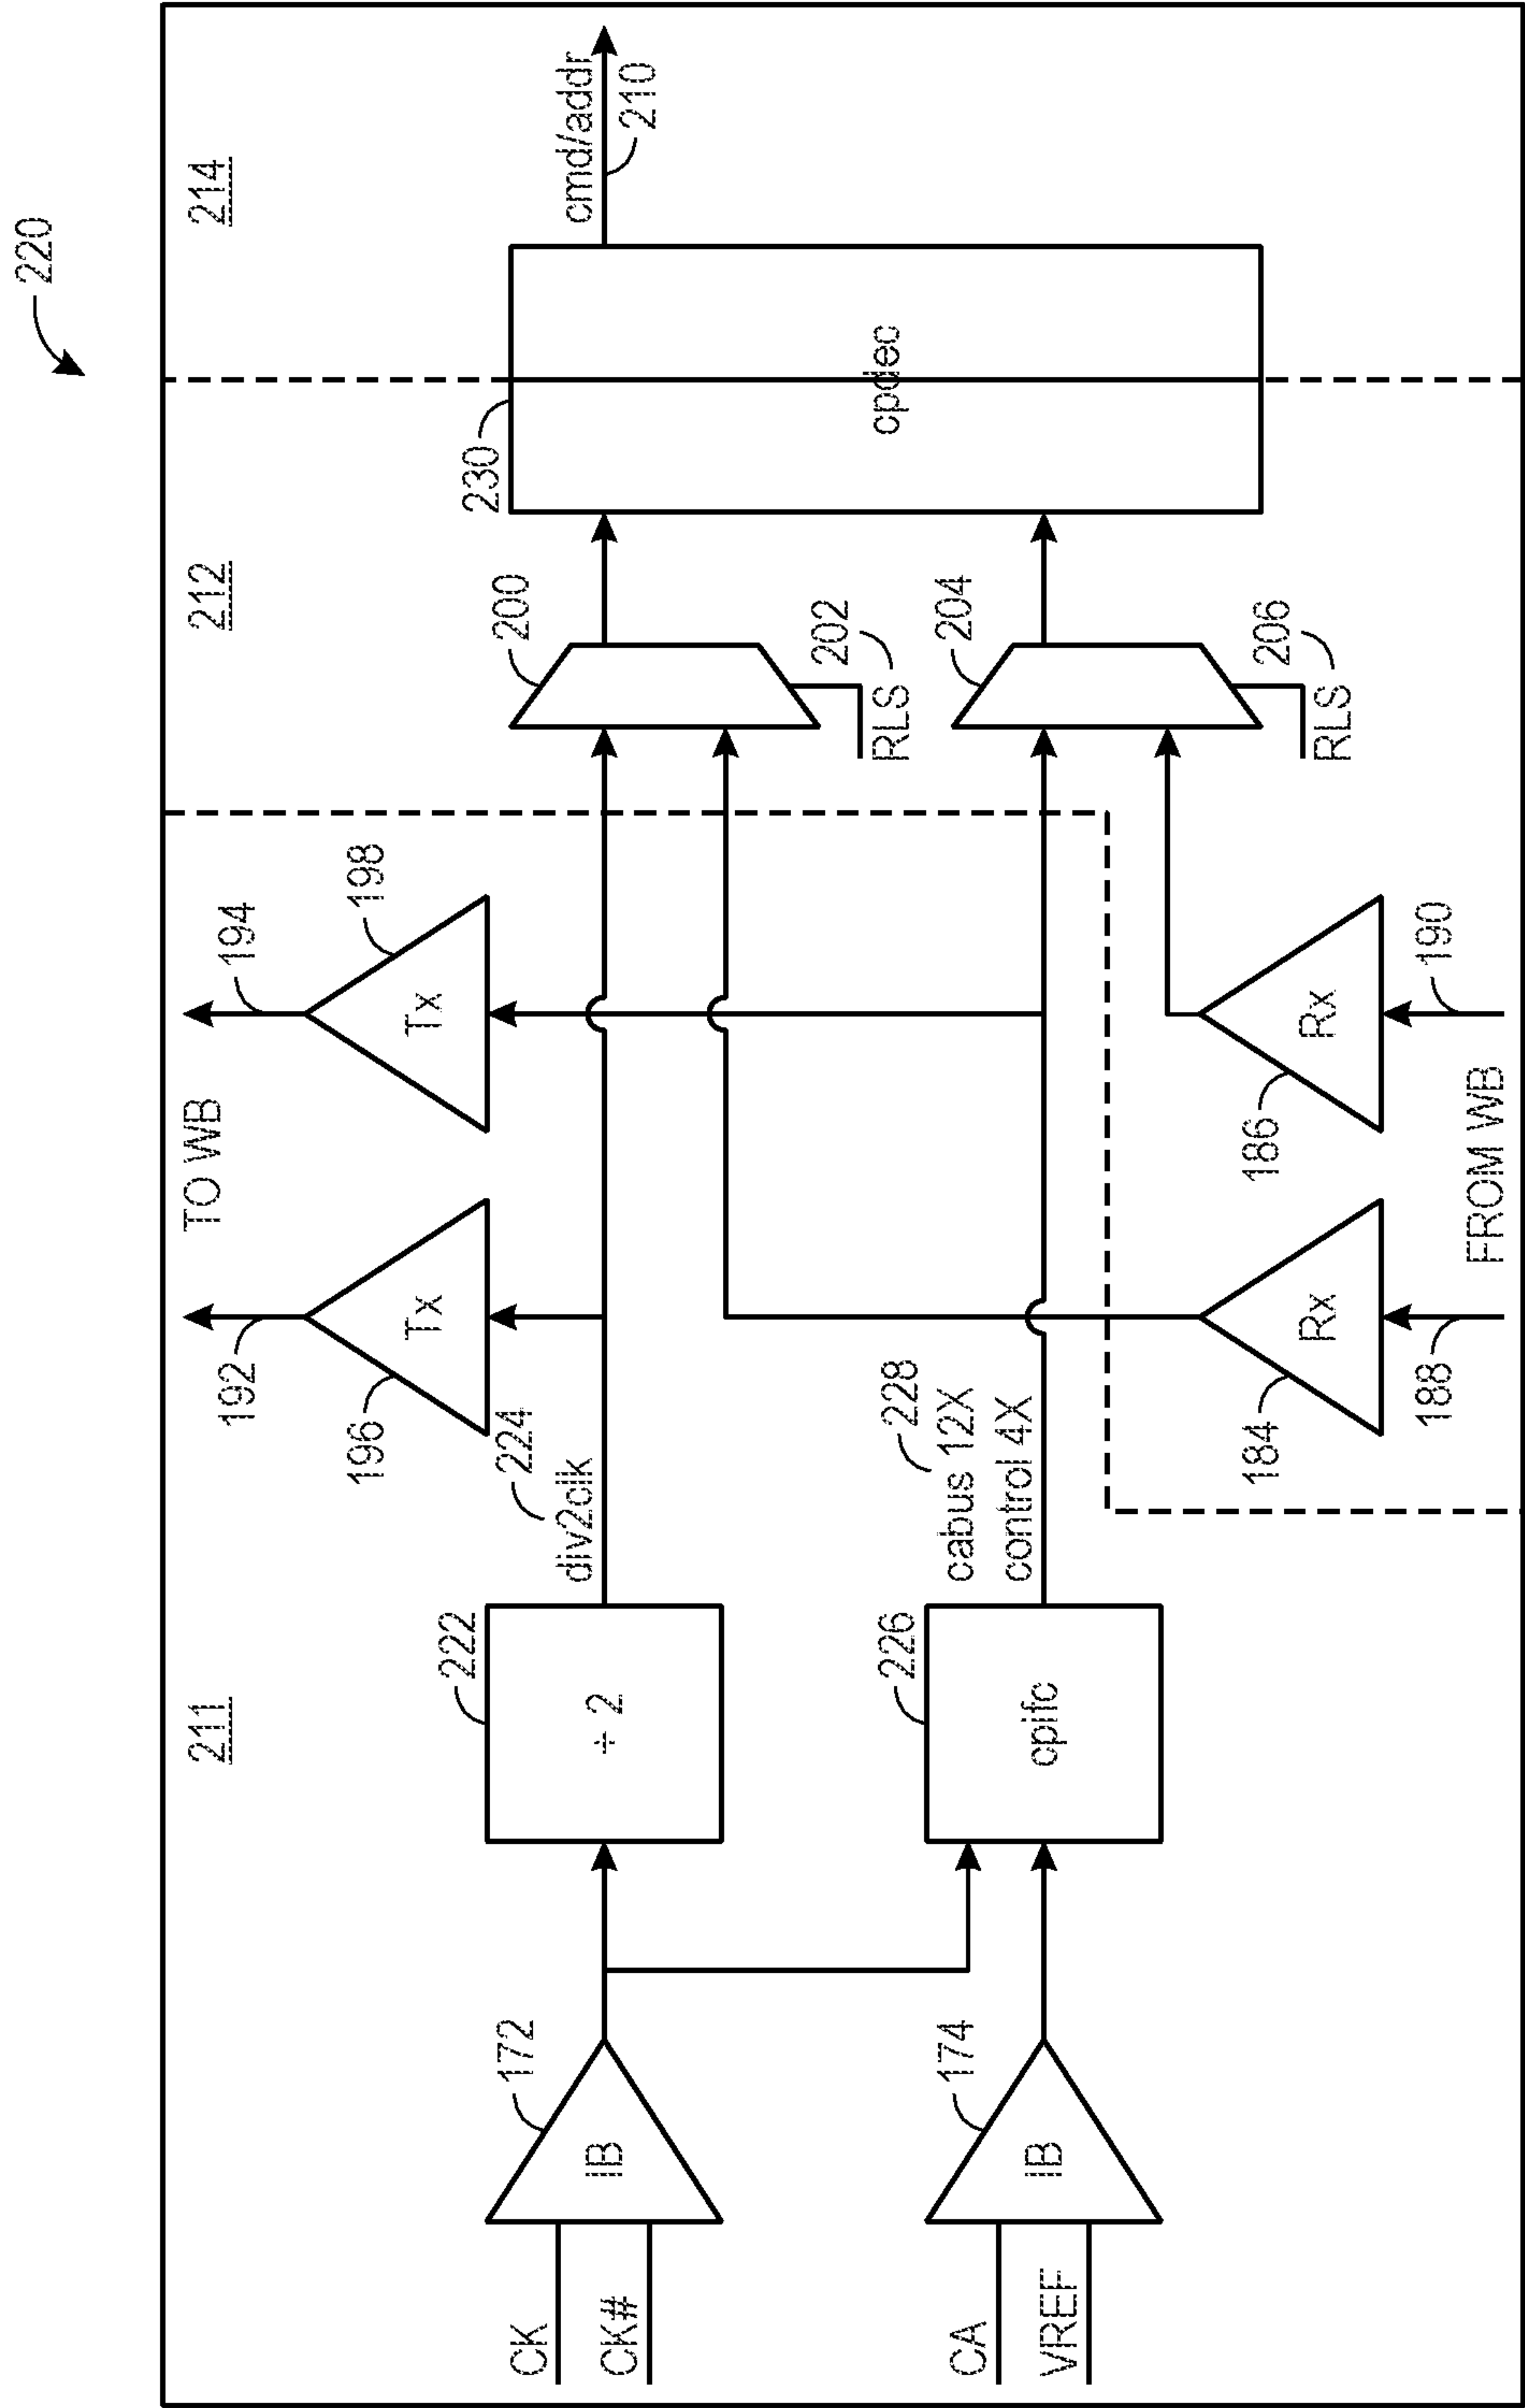 220
211
212
214
TO WB
192
194
196
Tx
198
Tx
CK
CK#
IB
172
÷ 2
222
div2clk
224
200
RLS
202
230
cpdec
cmd/addr
210
CA
VREF
IB
174
cpifc
226
cabus 12X
control 4X
228
204
RLS
206
184
Rx
186
Rx
188
190
FROM WB